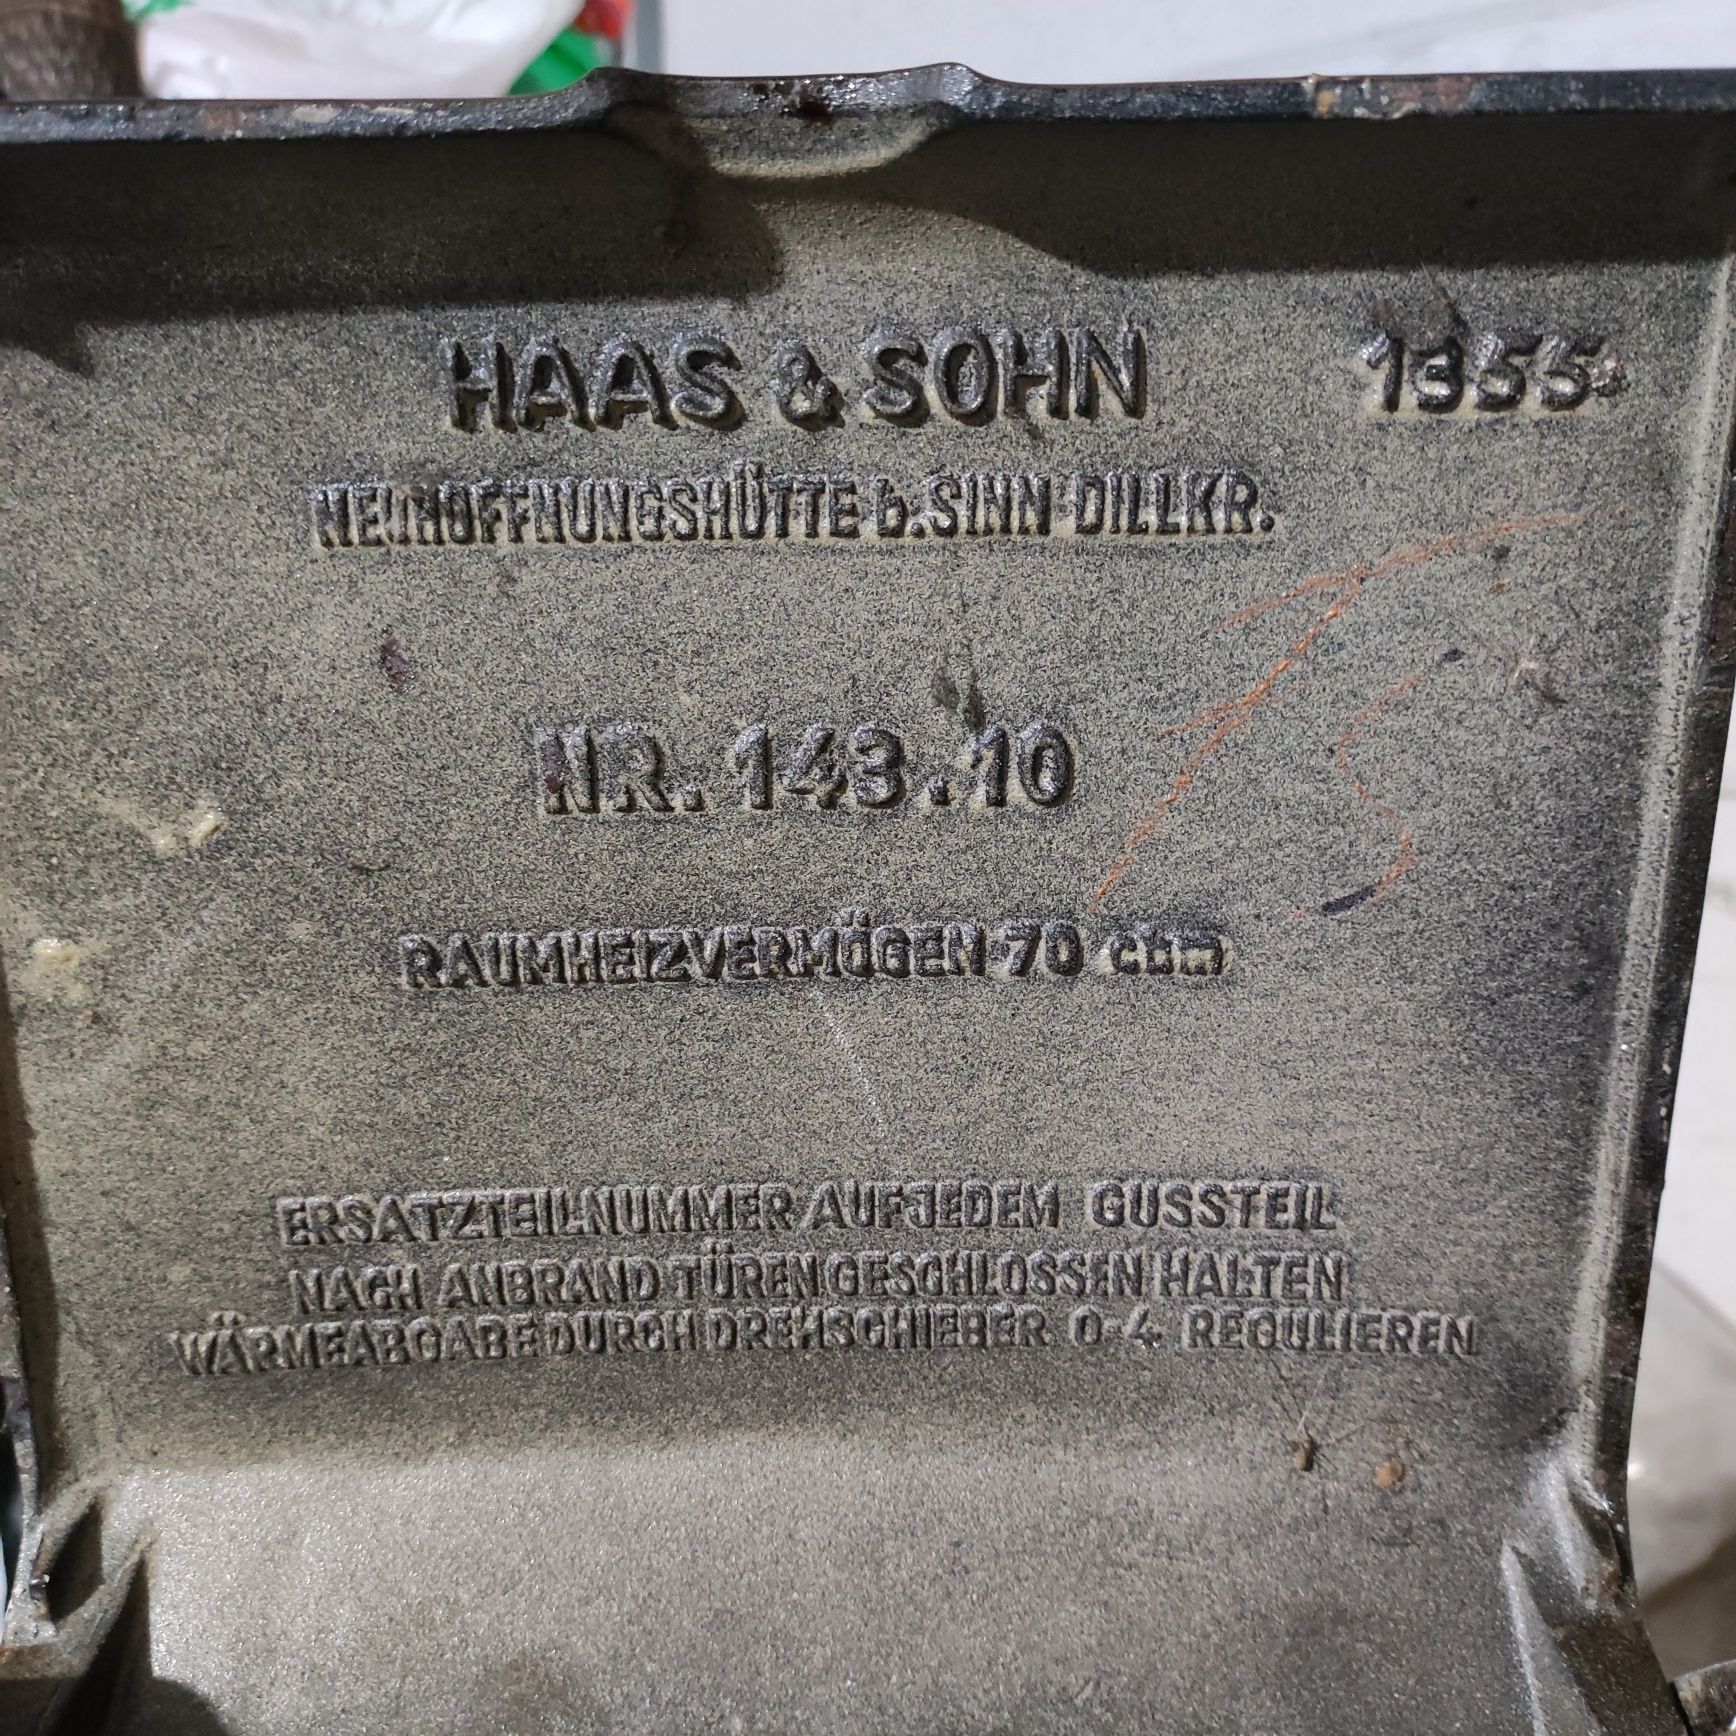 HAAS & SOHN 1355
NEUHOFFNUNGSHÜTTE b. SINN DILLKR.
NR. 143.10
RAUMHEIZVERMÖGEN 70 cbm
ERSATZTEILNUMMER AUF JEDEM GUSSTEIL
NACH ANBRAND TÜREN GESCHLOSSEN HALTEN
WÄRMEABGABE DURCH DREHSCHIEBER 0-4 REGULIEREN